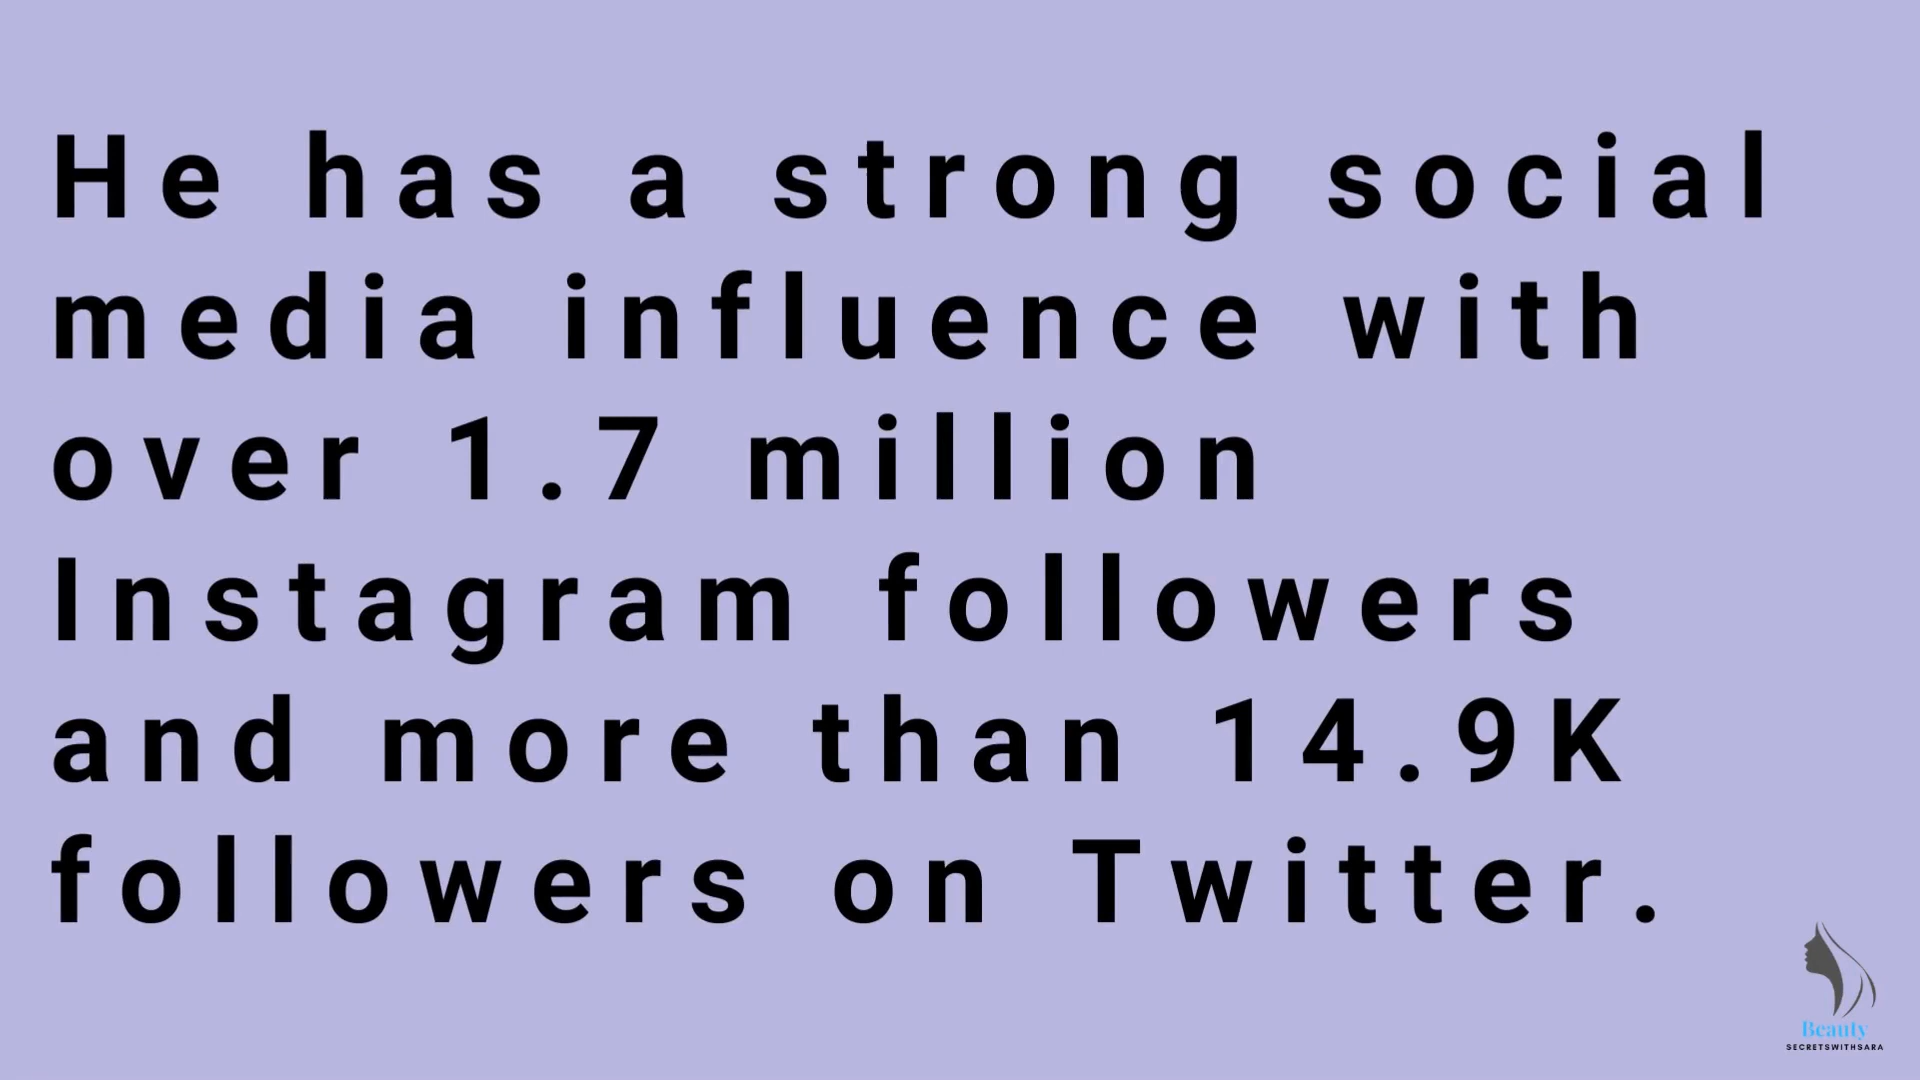 He has a strong social
media influence with
over 1.7 million
Instagram followers
and more than 14.9K
followers on Twitter.
Beauty
SECRETSWITHSARA